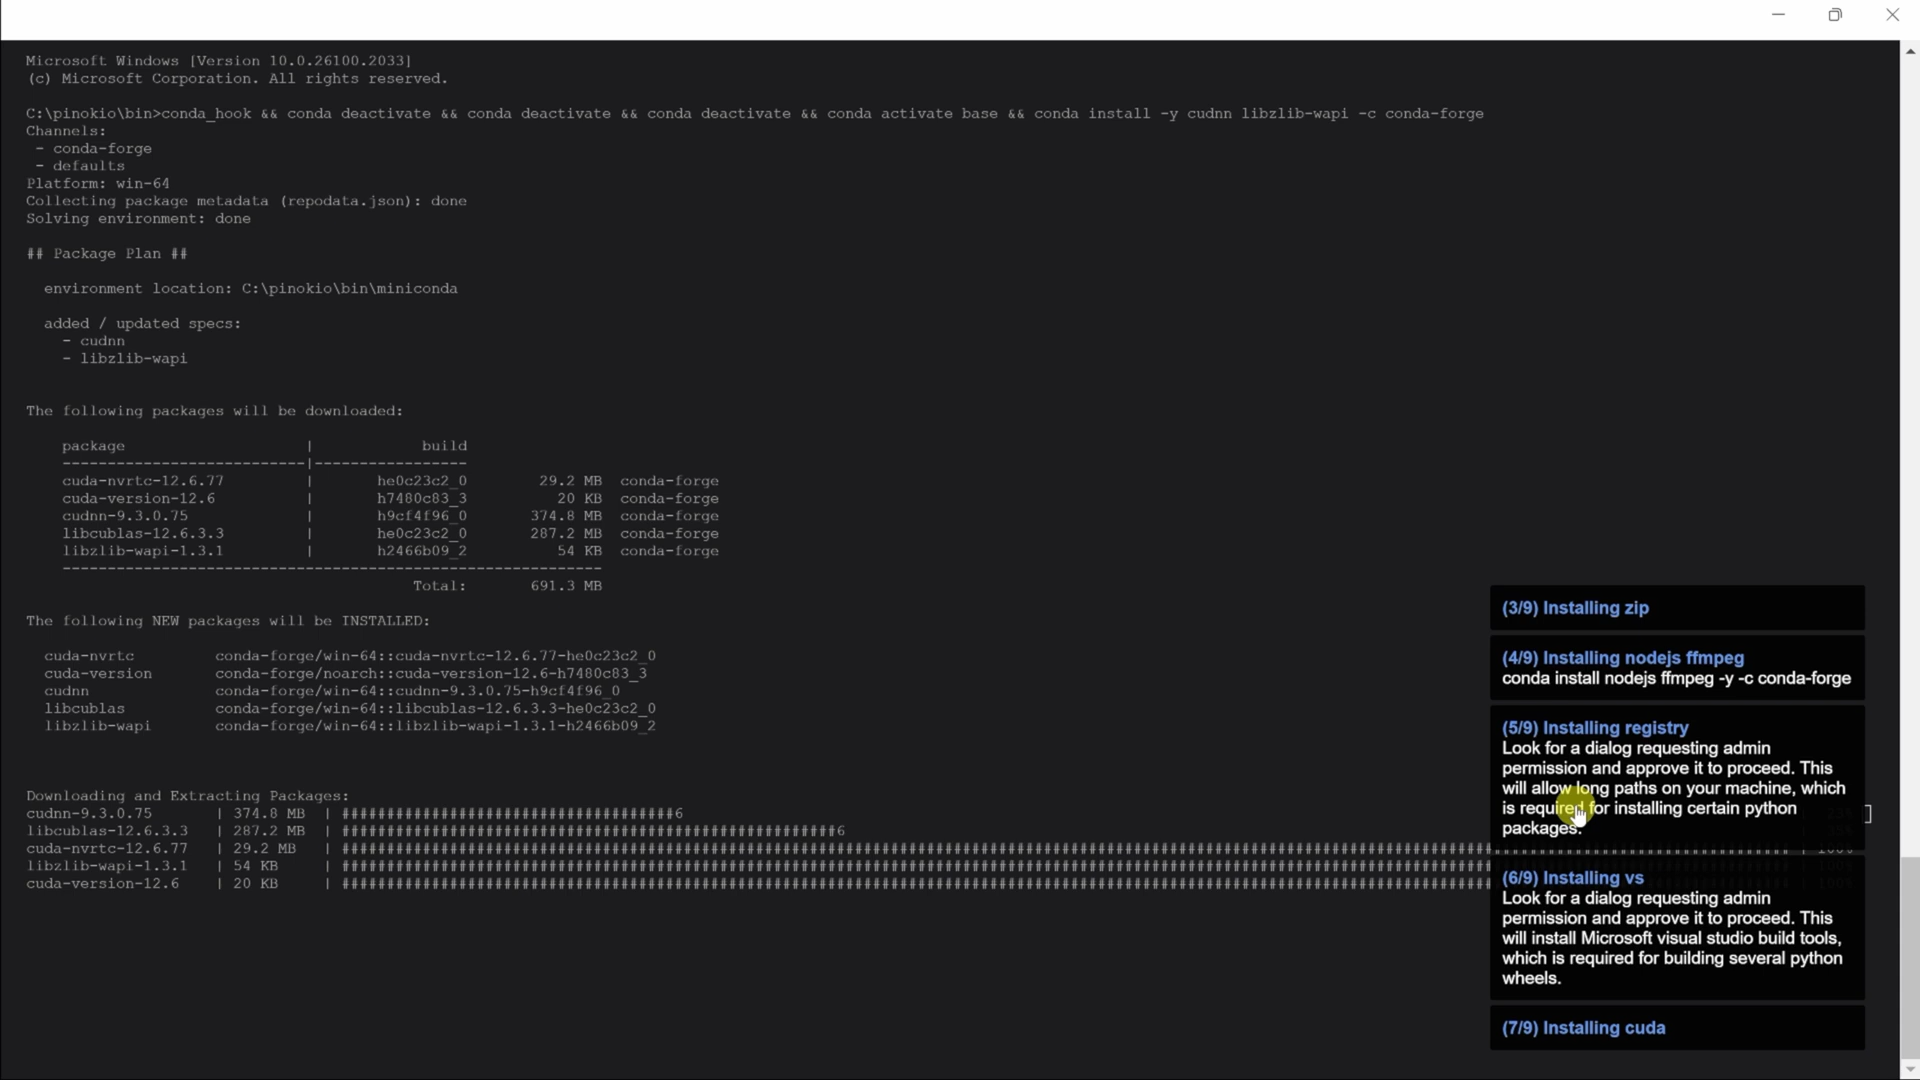 Microsoft Windows [Version 10.0.26100.2033]
(c) Microsoft Corporation. All rights reserved.
C:\pinokio\bin>conda_hook && conda deactivate && conda deactivate && conda deactivate && conda activate base && conda install -y cudnn libzlib-wapi -c conda-forge
Channels:
- conda-forge
- defaults
Platform: win-64
Collecting package metadata (repodata.json): done
Solving environment: done
## Package Plan ##
environment location: C:\pinokio\bin\miniconda
added / updated specs:
- cudnn
- libzlib-wapi
The following packages will be downloaded:
package | build
---------------------------|-----------------
cuda-nvrtc-12.6.77 | he0c23c2_0 29.2 MB conda-forge
cuda-version-12.6 | h7480c83_3 20 KB conda-forge
cudnn-9.3.0.75 | h9cf4f96_0 374.8 MB conda-forge
libcublas-12.6.3.3 | he0c23c2_0 287.2 MB conda-forge
libzlib-wapi-1.3.1 | h2466b09_2 54 KB conda-forge
------------------------------------------------------------
Total: 691.3 MB
The following NEW packages will be INSTALLED:
cuda-nvrtc conda-forge/win-64::cuda-nvrtc-12.6.77-he0c23c2_0
cuda-version conda-forge/noarch::cuda-version-12.6-h7480c83_3
cudnn conda-forge/win-64::cudnn-9.3.0.75-h9cf4f96_0
libcublas conda-forge/win-64::libcublas-12.6.3.3-he0c23c2_0
libzlib-wapi conda-forge/win-64::libzlib-wapi-1.3.1-h2466b09_2
Downloading and Extracting Packages:
cudnn-9.3.0.75 | 374.8 MB | #####################################6
libcublas-12.6.3.3 | 287.2 MB | #######################################################6
cuda-nvrtc-12.6.77 | 29.2 MB | ################################################################ | 100%
libzlib-wapi-1.3.1 | 54 KB | ################################################################ | 100%
cuda-version-12.6 | 20 KB | ################################################################ | 100%
(3/9) Installing zip
(4/9) Installing nodejs ffmpeg
conda install nodejs ffmpeg -y -c conda-forge
(5/9) Installing registry
Look for a dialog requesting admin
permission and approve it to proceed. This
will allow long paths on your machine, which
is required for installing certain python
packages.
(6/9) Installing vs
Look for a dialog requesting admin
permission and approve it to proceed. This
will install Microsoft visual studio build tools,
which is required for building several python
wheels.
(7/9) Installing cuda